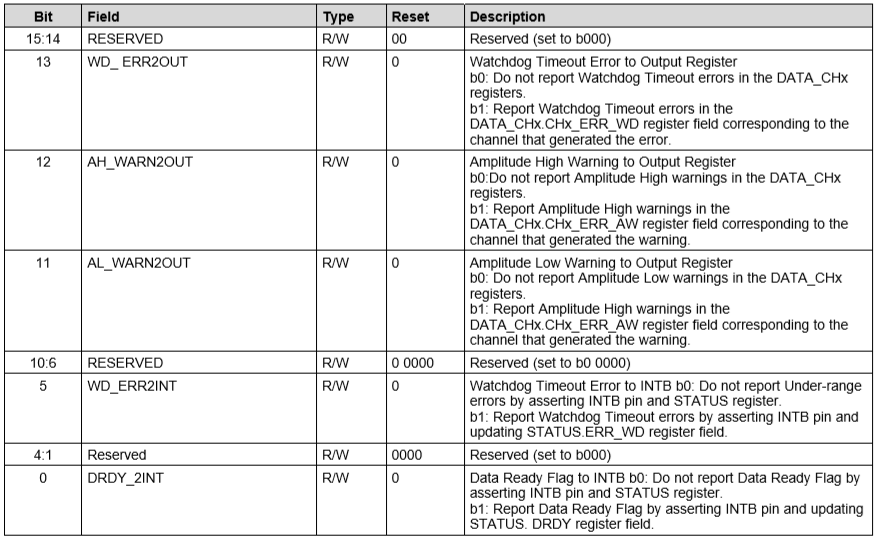 Bit Field Type Reset Description
15:14 RESERVED R/W 00 Reserved (set to b000)
13 WD_ ERR2OUT R/W 0 Watchdog Timeout Error to Output Register
b0: Do not report Watchdog Timeout errors in the DATA_CHx
registers.
b1: Report Watchdog Timeout errors in the
DATA_CHx.CHx_ERR_WD register field corresponding to the
channel that generated the error.
12 AH_WARN2OUT R/W 0 Amplitude High Warning to Output Register
b0:Do not report Amplitude High warnings in the DATA_CHx
registers.
b1: Report Amplitude High warnings in the
DATA_CHx.CHx_ERR_AW register field corresponding to the
channel that generated the warning.
11 AL_WARN2OUT R/W 0 Amplitude Low Warning to Output Register
b0: Do not report Amplitude Low warnings in the DATA_CHx
registers.
b1: Report Amplitude High warnings in the
DATA_CHx.CHx_ERR_AW register field corresponding to the
channel that generated the warning.
10:6 RESERVED R/W 0 0000 Reserved (set to b0 0000)
5 WD_ERR2INT R/W 0 Watchdog Timeout Error to INTB b0: Do not report Under-range
errors by asserting INTB pin and STATUS register.
b1: Report Watchdog Timeout errors by asserting INTB pin and
updating STATUS.ERR_WD register field.
4:1 Reserved R/W 0000 Reserved (set to b000)
0 DRDY_2INT R/W 0 Data Ready Flag to INTB b0: Do not report Data Ready Flag by
asserting INTB pin and STATUS register.
b1: Report Data Ready Flag by asserting INTB pin and updating
STATUS. DRDY register field.